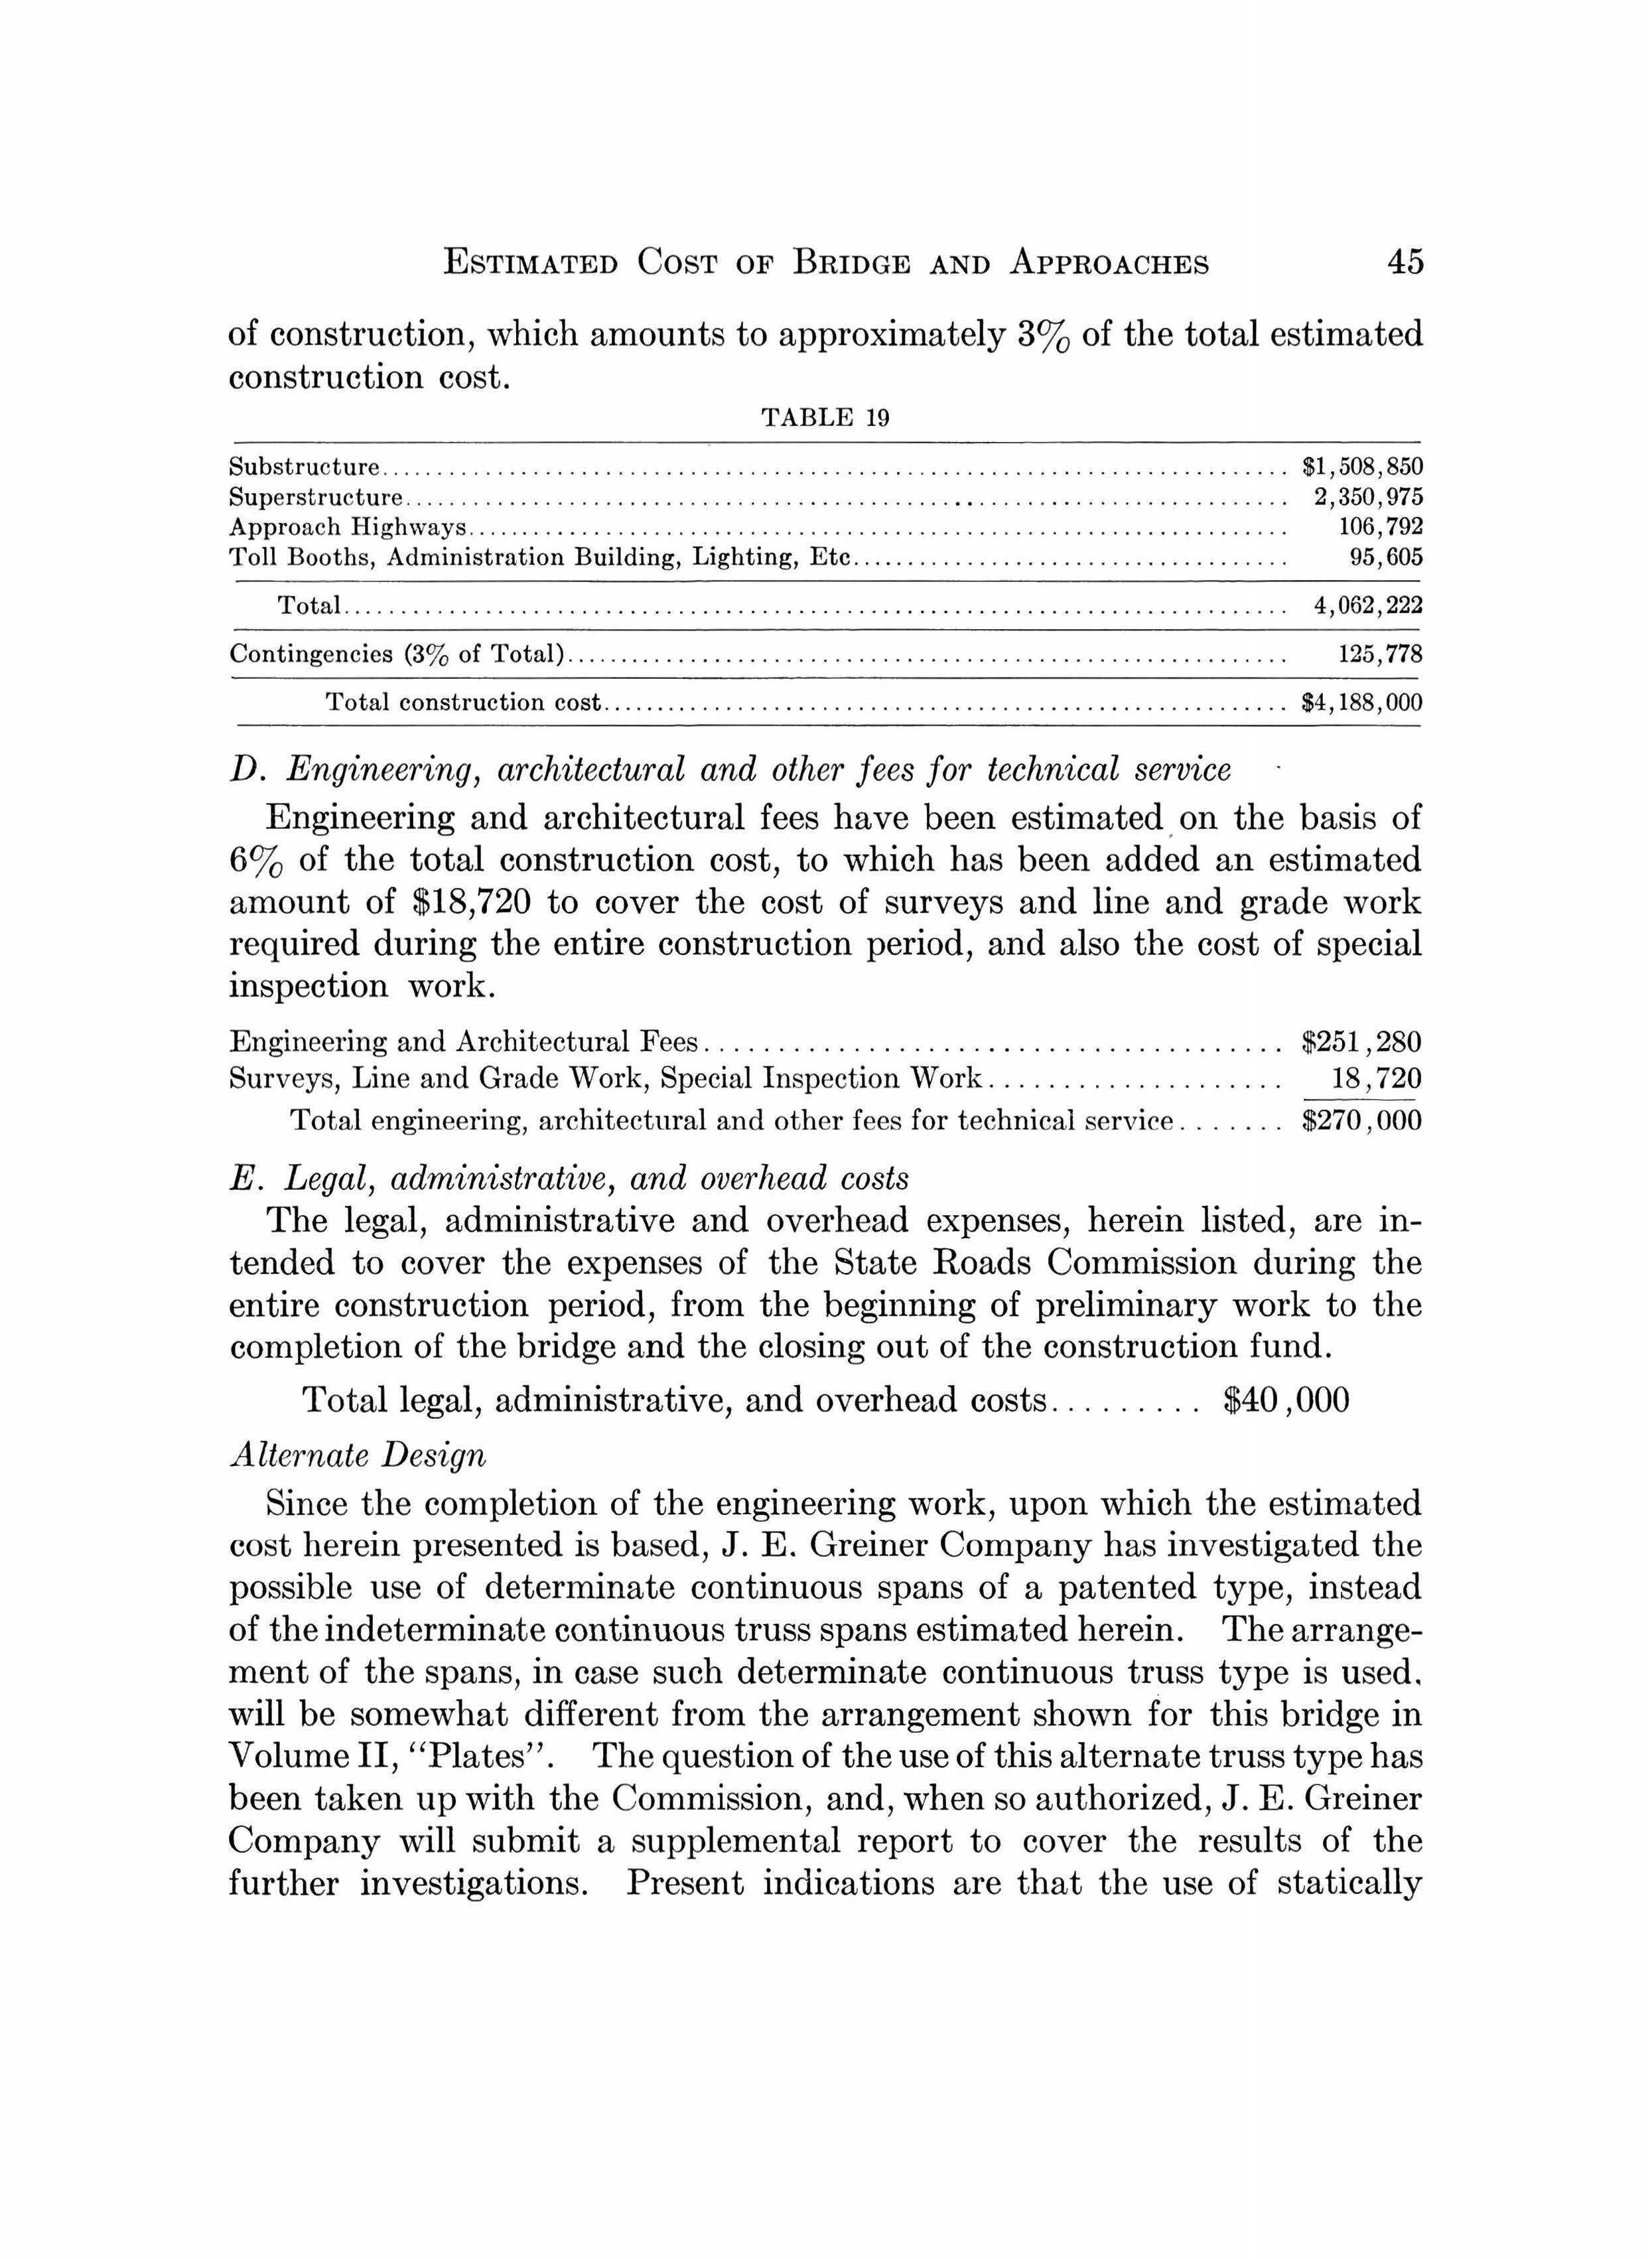 ESTIMATED COST OF BRIDGE AND APPROACHES 45
of construction, which amounts to approximately 3% of the total estimated
construction cost.
TABLE 19
Substructure........ $1,508,850
Superstructure........ 2,350,975
Approach Highways........ 106,792
Toll Booths, Administration Building, Lighting, Etc........ 95,605
Total........ 4,062,222
Contingencies (3% of Total)........ 125,778
Total construction cost........ $4,188,000
D. Engineering, architectural and other fees for technical service
Engineering and architectural fees have been estimated on the basis of
6% of the total construction cost, to which has been added an estimated
amount of $18,720 to cover the cost of surveys and line and grade work
required during the entire construction period, and also the cost of special
inspection work.
Engineering and Architectural Fees........ $251,280
Surveys, Line and Grade Work, Special Inspection Work........ 18,720
Total engineering, architectural and other fees for technical service....... $270,000
E. Legal, administrative, and overhead costs
The legal, administrative and overhead expenses, herein listed, are in-
tended to cover the expenses of the State Roads Commission during the
entire construction period, from the beginning of preliminary work to the
completion of the bridge and the closing out of the construction fund.
Total legal, administrative, and overhead costs......... $40,000
Alternate Design
Since the completion of the engineering work, upon which the estimated
cost herein presented is based, J. E. Greiner Company has investigated the
possible use of determinate continuous spans of a patented type, instead
of the indeterminate continuous truss spans estimated herein. The arrange-
ment of the spans, in case such determinate continuous truss type is used,
will be somewhat different from the arrangement shown for this bridge in
Volume II, "Plates". The question of the use of this alternate truss type has
been taken up with the Commission, and, when so authorized, J. E. Greiner
Company will submit a supplemental report to cover the results of the
further investigations. Present indications are that the use of statically